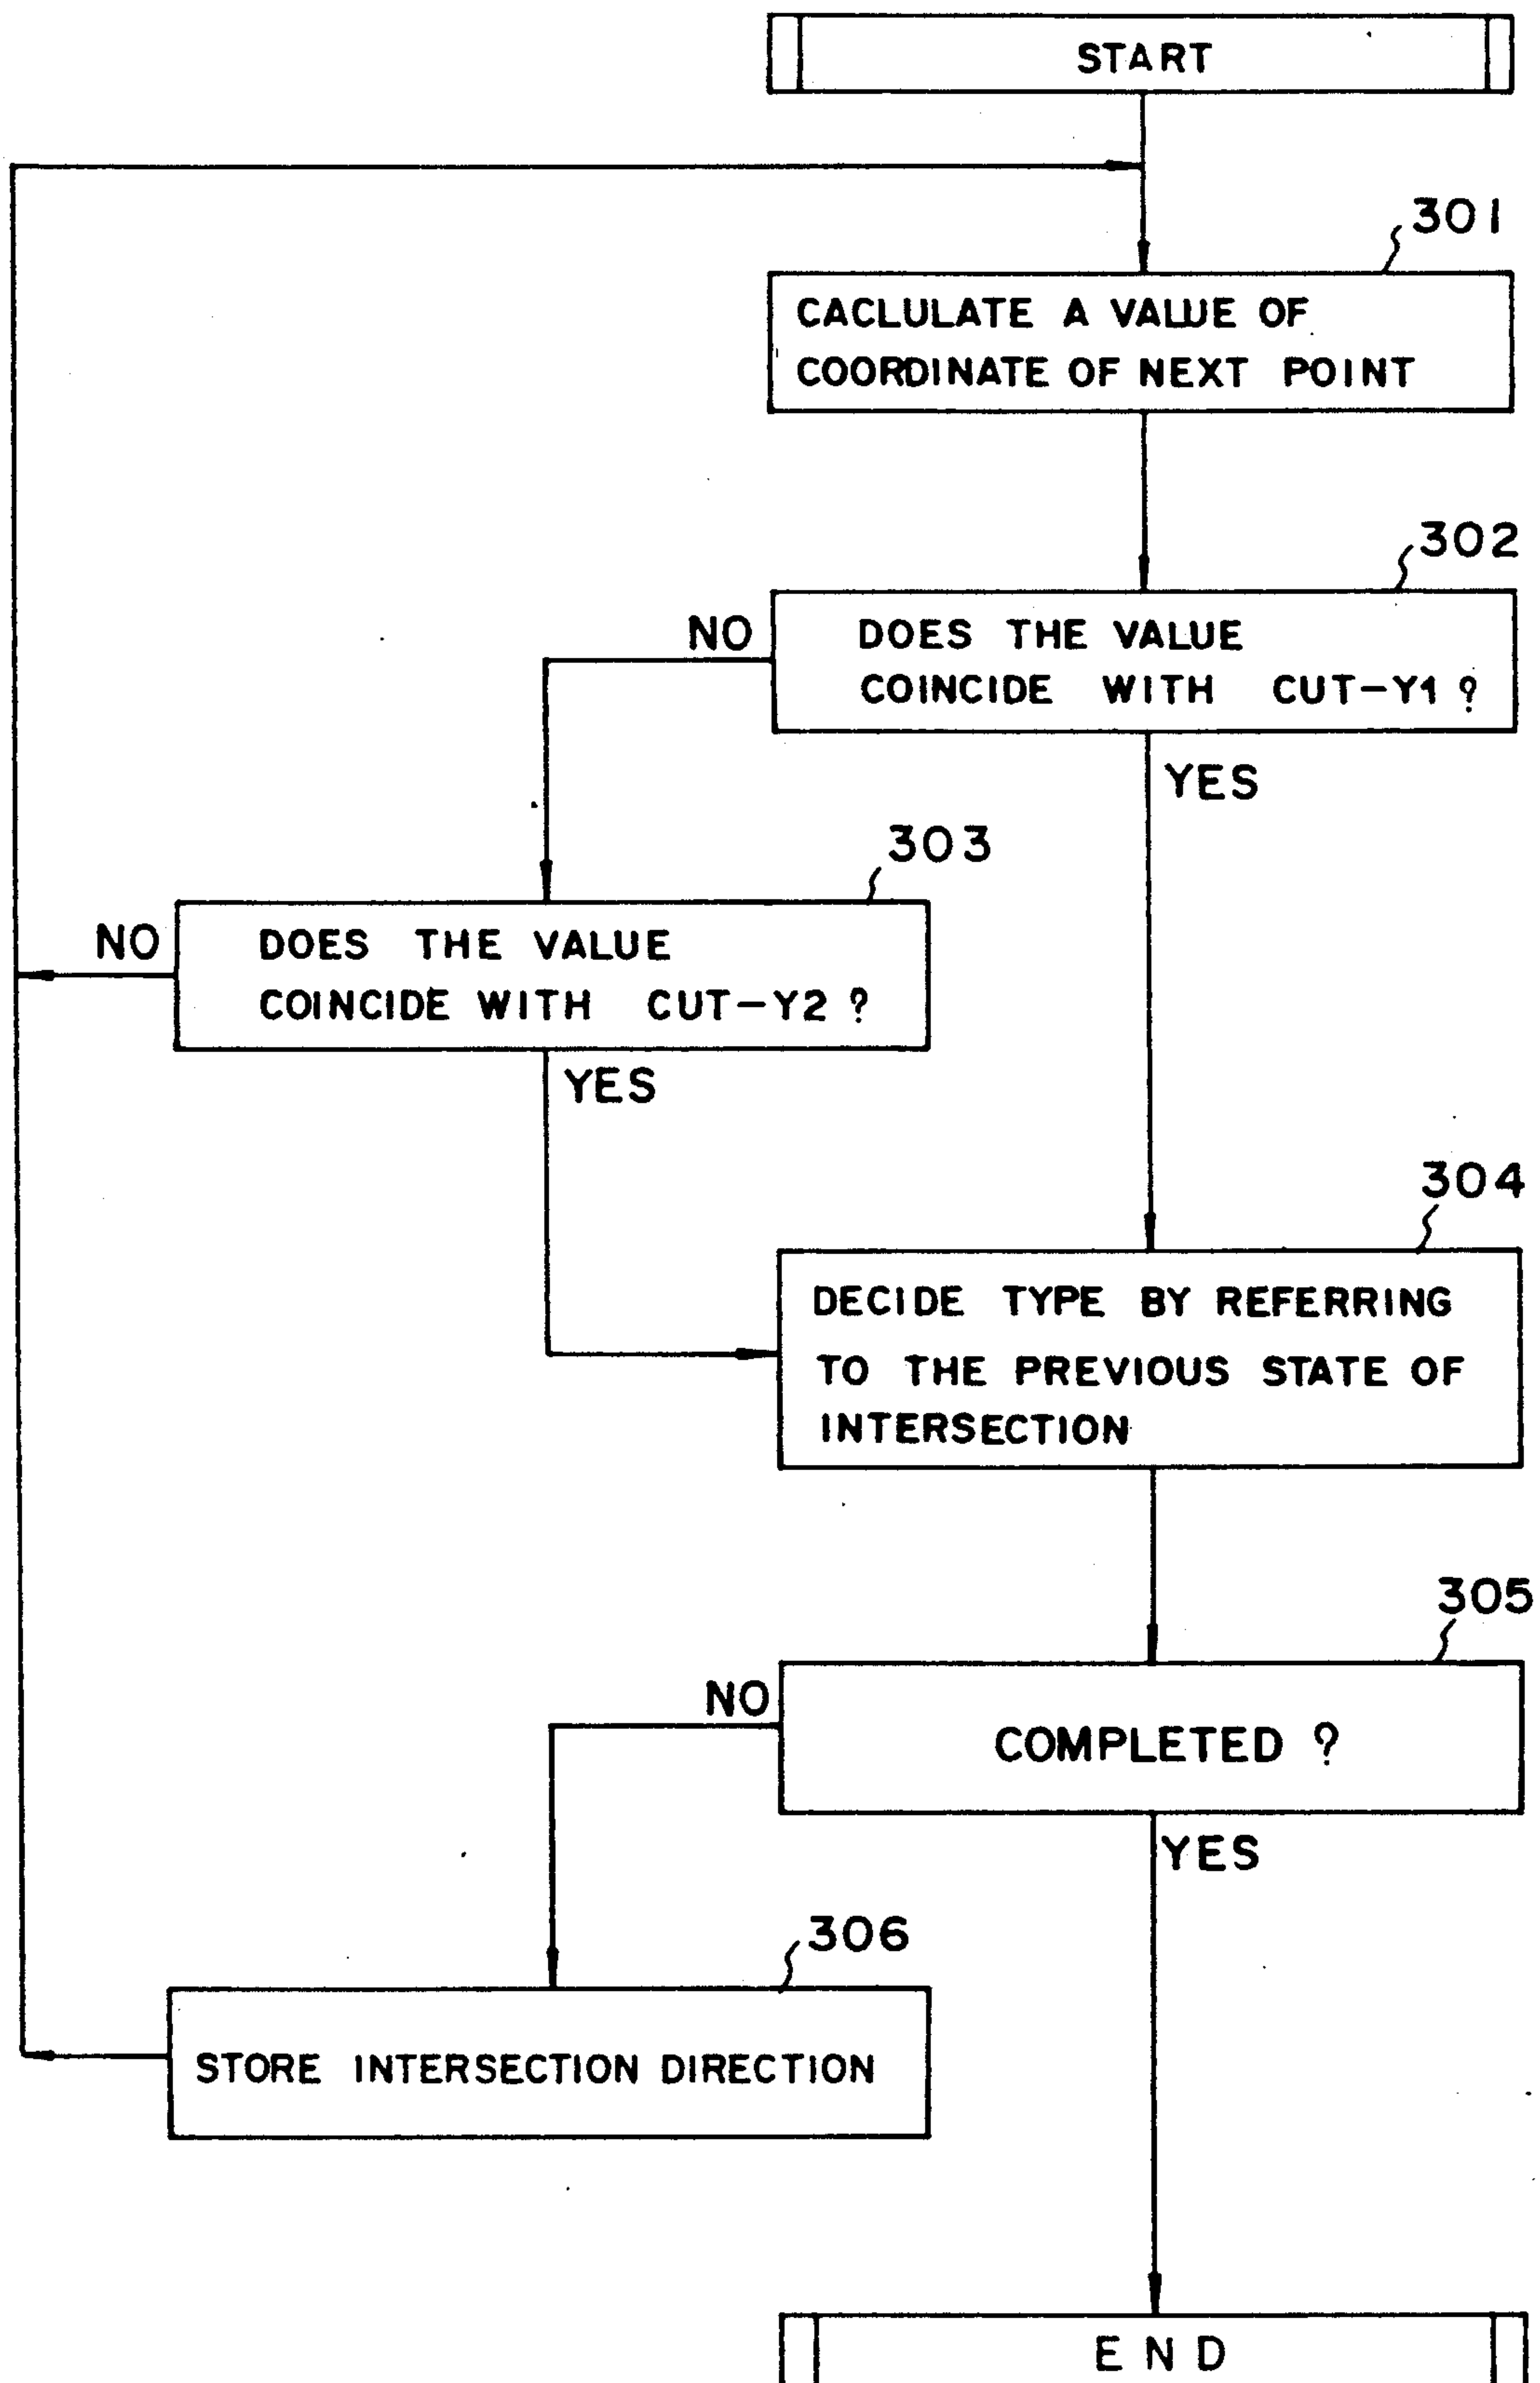 START
301
CACLULATE A VALUE OF
COORDINATE OF NEXT POINT
302
NO
DOES THE VALUE
COINCIDE WITH CUT-Y1 ?
YES
303
NO
DOES THE VALUE
COINCIDE WITH CUT-Y2 ?
YES
304
DECIDE TYPE BY REFERRING
TO THE PREVIOUS STATE OF
INTERSECTION
305
NO
COMPLETED ?
YES
306
STORE INTERSECTION DIRECTION
END